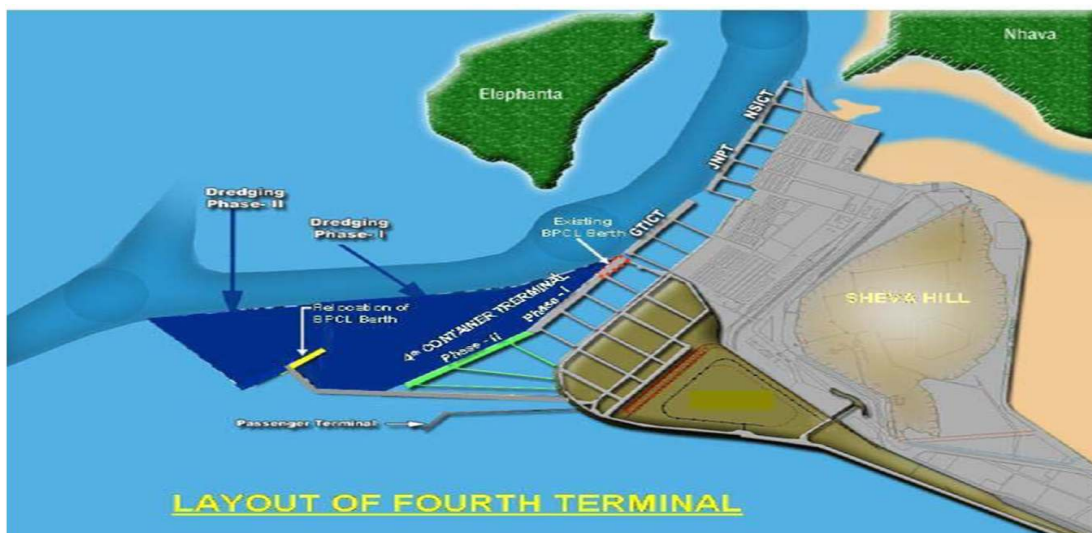 Nhava
Elephanta
NSICT
JNPT
Dredging
Phase- II
Dredging
Phase- I
Existing
BPCL Berth
GTICT
Relocation of
BPCL Berth
4th CONTAINER TRERMINAL
Phase - I
Phase - II
SHEVA HILL
Passenger Terminal
LAYOUT OF FOURTH TERMINAL